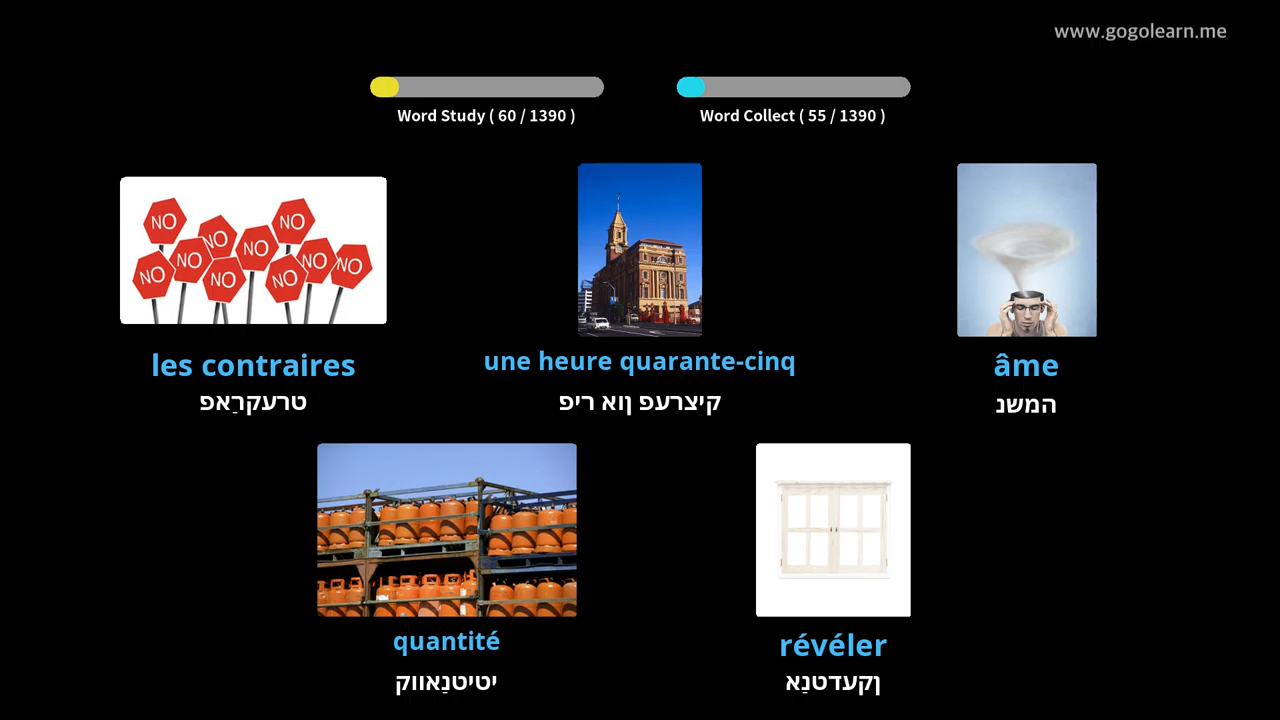 www.gogolearn.me
Word Study ( 60 / 1390 )
Word Collect ( 55 / 1390 )
les contraires
טרעקרַאפ
une heure quarante-cinq
קיצרעפ ןוא ריפ
âme
המשנ
quantité
יטיטנַאווק
révéler
ןקעדטנַא
NO
NO
NO
NO
NO
NO
NO
NO
NO
NO